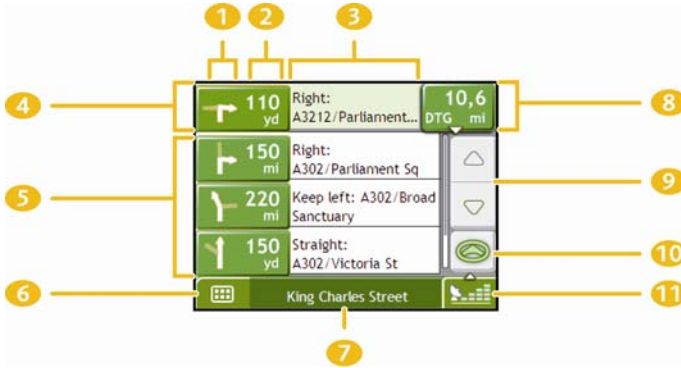 1 2 3
4
110 yd
Right:
A3212/Parliament...
10,6
DTG mi
8
5
150 mi
Right:
A302/Parliament Sq
220 mi
Keep left: A302/Broad
Sanctuary
150 yd
Straight:
A302/Victoria St
9
10
6
King Charles Street
11
7